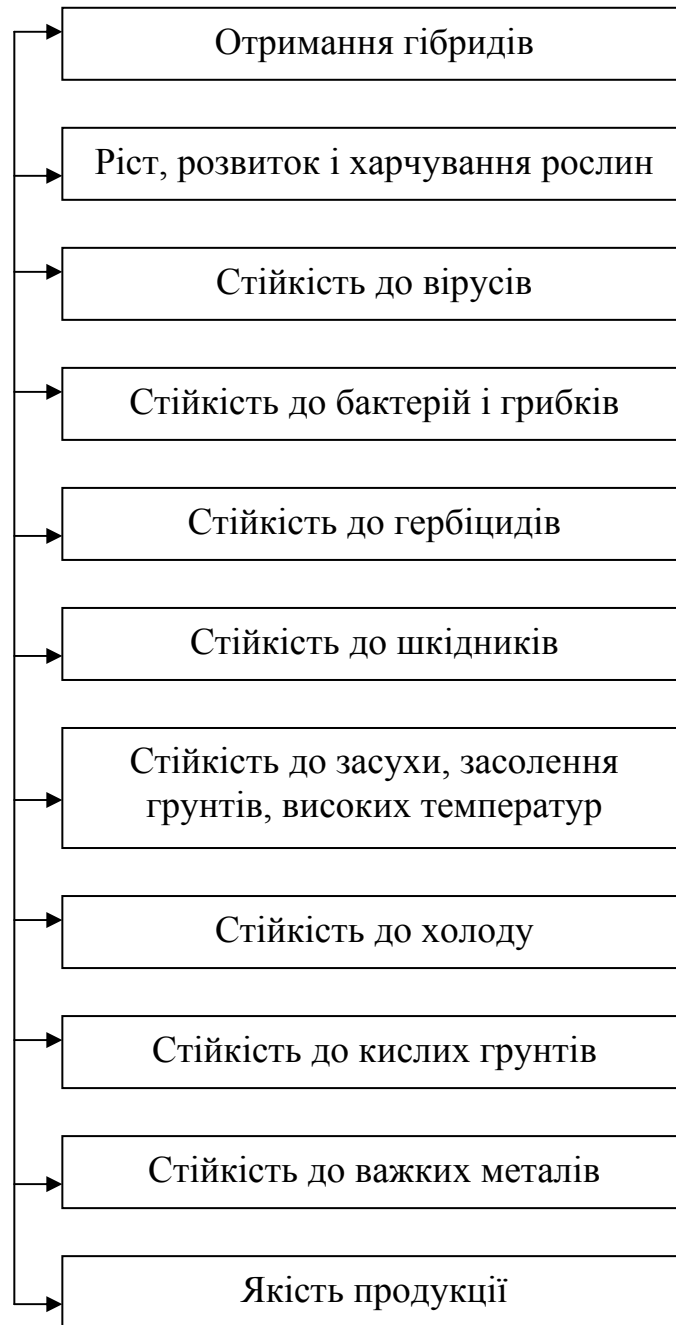 Отримання гібридів
Ріст, розвиток і харчування рослин
Стійкість до вірусів
Стійкість до бактерій і грибків
Стійкість до гербіцидів
Стійкість до шкідників
Стійкість до засухи, засолення
грунтів, високих температур
Стійкість до холоду
Стійкість до кислих грунтів
Стійкість до важких металів
Якість продукції